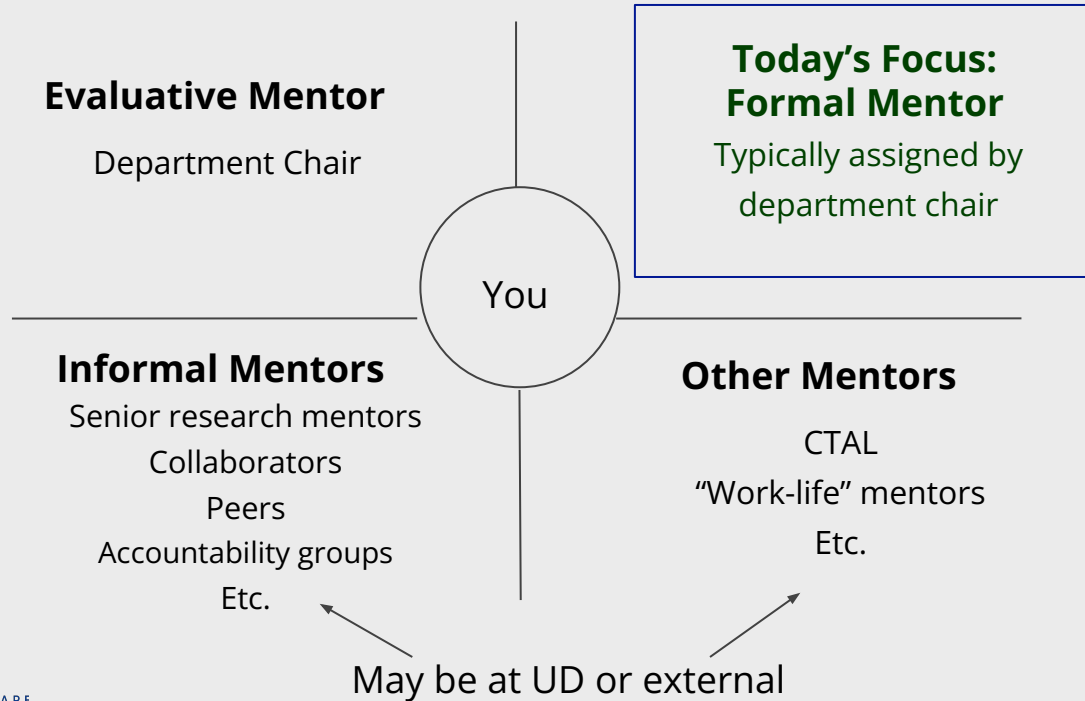 Evaluative Mentor
Department Chair
Today’s Focus:
Formal Mentor
Typically assigned by
department chair
You
Informal Mentors
Senior research mentors
Collaborators
Peers
Accountability groups
Etc.
Other Mentors
CTAL
“Work-life” mentors
Etc.
May be at UD or external